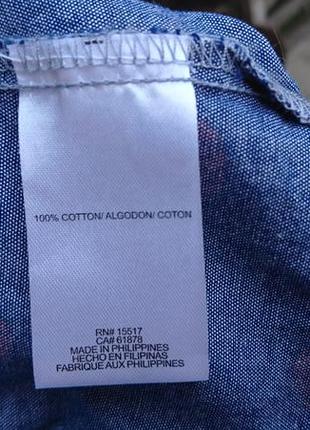 100% COTTON/ ALGODON/ COTON
RN# 15517
CA# 61878
MADE IN PHILIPPINES
HECHO EN FILIPINAS
FABRIQUE AUX PHILIPPINES